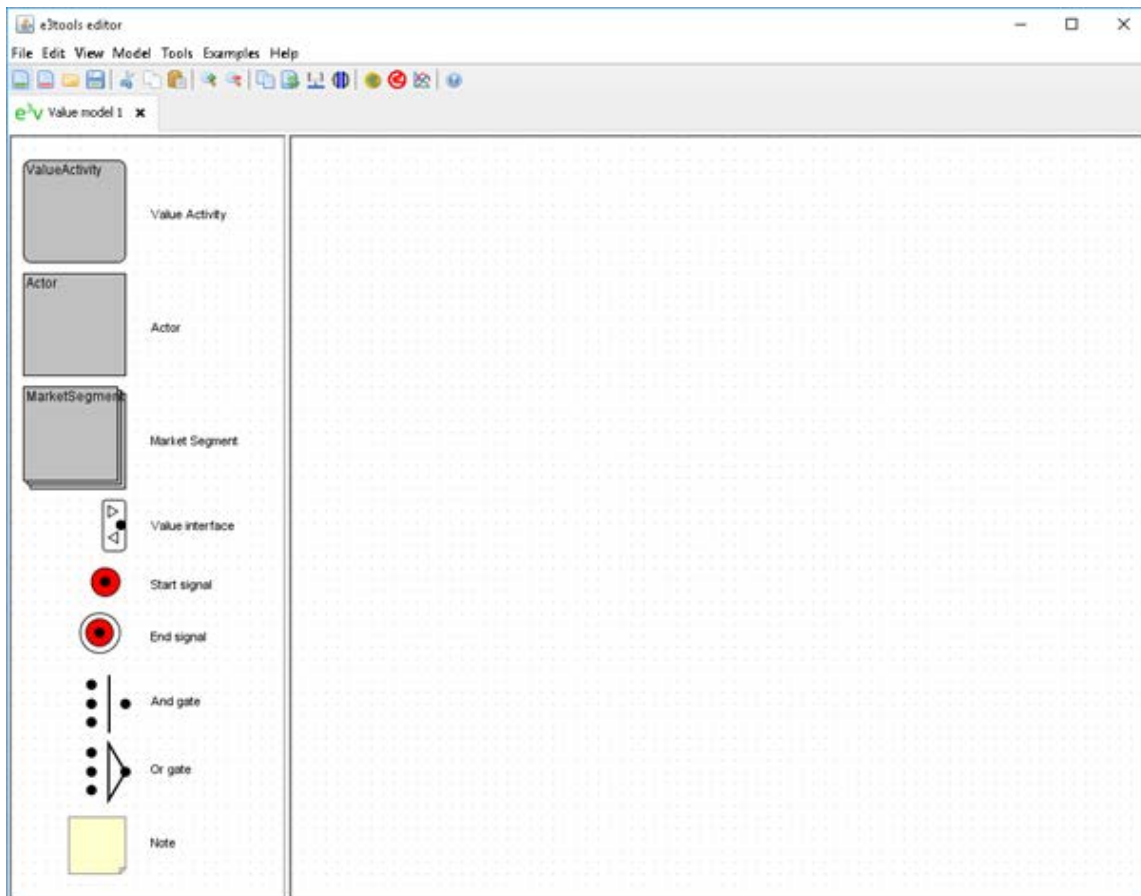 e3tools editor
File Edit View Model Tools Examples Help
e³v Value model 1
ValueActivity
Value Activity
Actor
Actor
MarketSegment
Market Segment
Value interface
Start signal
End signal
And gate
Or gate
Note